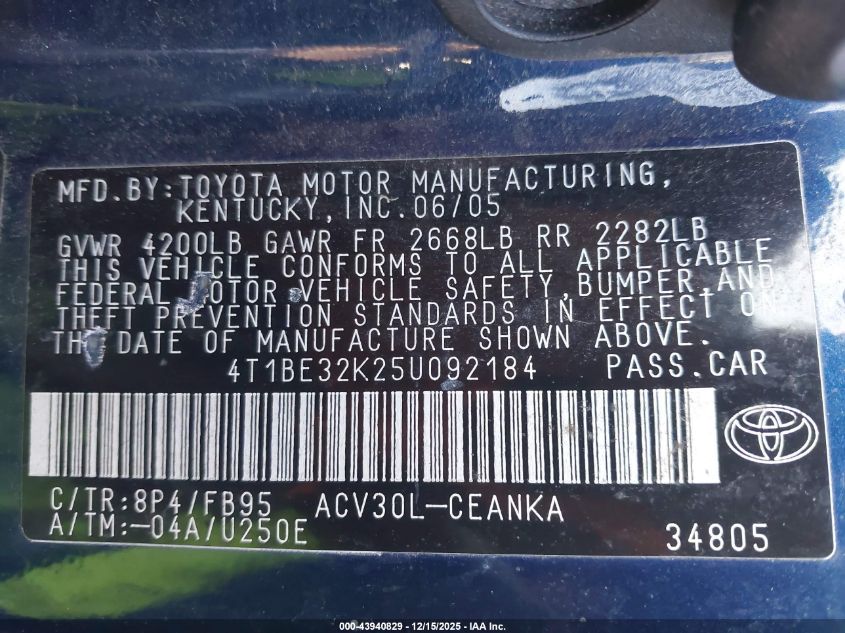 MFD.BY:TOYOTA MOTOR MANUFACTURING,
KENTUCKY,INC.06/05
GVWR 4200LB GAWR FR 2668LB RR 2282LB
THIS VEHICLE CONFORMS TO ALL APPLICABLE
FEDERAL MOTOR VEHICLE SAFETY,BUMPER,AND
THEFT PREVENTION STANDARDS IN EFFECT ON
THE DATE OF MANUFACTURE SHOWN ABOVE.
4T1BE32K25U092184 PASS.CAR
C/TR:8P4/FB95 ACV30L-CEANKA
A/TM:-04A/U250E 34805
000-43940829 - 12/15/2025 - IAA Inc.